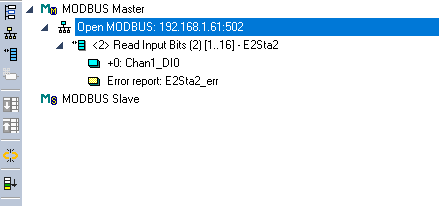 MODBUS Master
Open MODBUS: 192.168.1.61:502
<2> Read Input Bits (2) [1..16] - E2Sta2
+0: Chan1_DI0
Error report: E2Sta2_err
MODBUS Slave